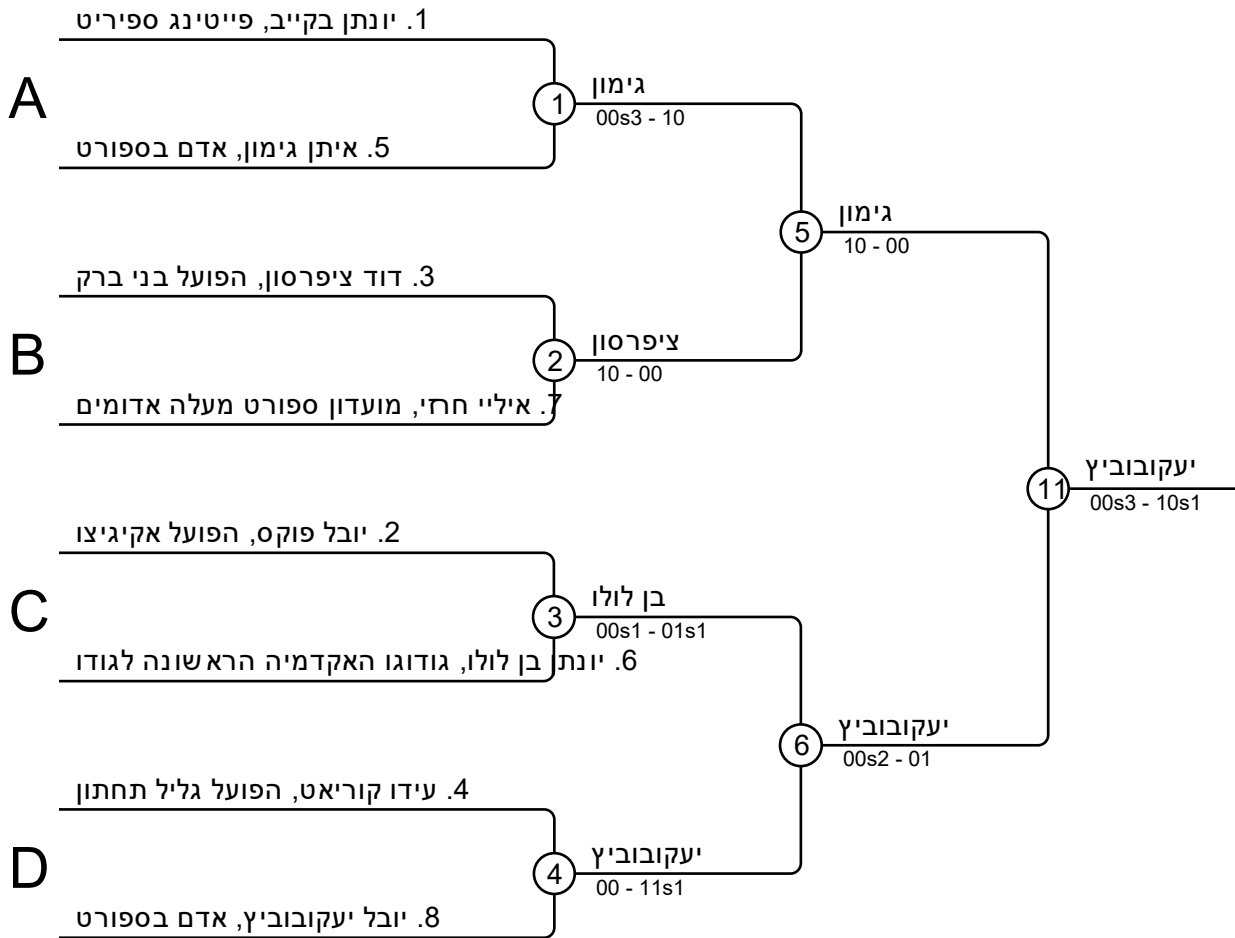 1. יונתן בקייב, פייטינג ספיריט
A
1
גימון
00s3 - 10
5. איתן גימון, אדם בספורט
5
גימון
10 - 00
3. דוד ציפרסון, הפועל בני ברק
B
2
ציפרסון
10 - 00
7. איליי חרזי, מועדון ספורט מעלה אדומים
11
יעקובוביץ
00s3 - 10s1
2. יובל פוקס, הפועל אקיגיצו
C
3
בן לולו
00s1 - 01s1
6. יונתן בן לולו, גודוגו האקדמיה הראשונה לגודו
6
יעקובוביץ
00s2 - 01
4. עידו קוריאט, הפועל גליל תחתון
D
4
יעקובוביץ
00 - 11s1
8. יובל יעקובוביץ, אדם בספורט